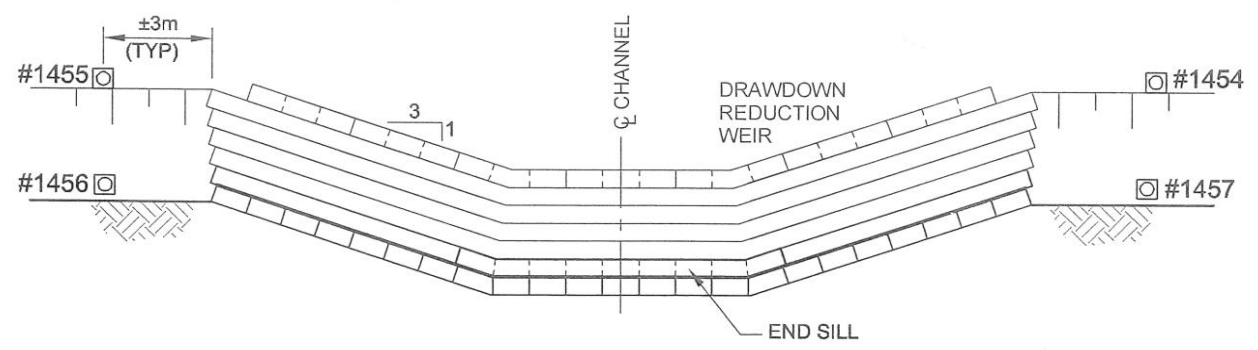 ±3m
(TYP)
#1455
3
1
℄ CHANNEL
DRAWDOWN
REDUCTION
WEIR
#1454
#1456
#1457
END SILL